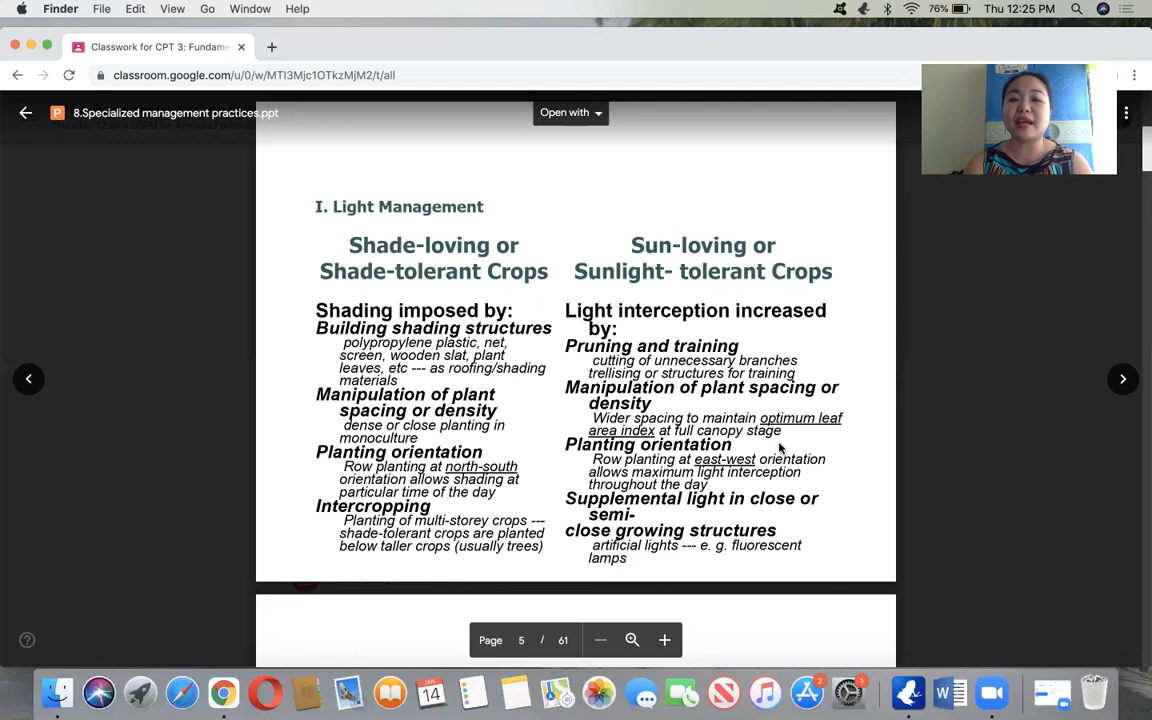 Finder File Edit View Go Window Help
76% Thu 12:25 PM
Classwork for CPT 3: Fundame
classroom.google.com/u/0/w/MTI3Mjc1OTkzMjM2/t/all
8.Specialized management practices.ppt
Open with
I. Light Management
Shade-loving or
Shade-tolerant Crops
Shading imposed by:
Building shading structures
polypropylene plastic, net,
screen, wooden slat, plant
leaves, etc --- as roofing/shading
materials
Manipulation of plant
spacing or density
dense or close planting in
monoculture
Planting orientation
Row planting at north-south
orientation allows shading at
particular time of the day
Intercropping
Planting of multi-storey crops ---
shade-tolerant crops are planted
below taller crops (usually trees)
Sun-loving or
Sunlight- tolerant Crops
Light interception increased
by:
Pruning and training
cutting of unnecessary branches
trellising or structures for training
Manipulation of plant spacing or
density
Wider spacing to maintain optimum leaf
area index at full canopy stage
Planting orientation
Row planting at east-west orientation
allows maximum light interception
throughout the day
Supplemental light in close or
semi-
close growing structures
artificial lights --- e. g. fluorescent
lamps
Page 5 / 61
JAN
14
2
1